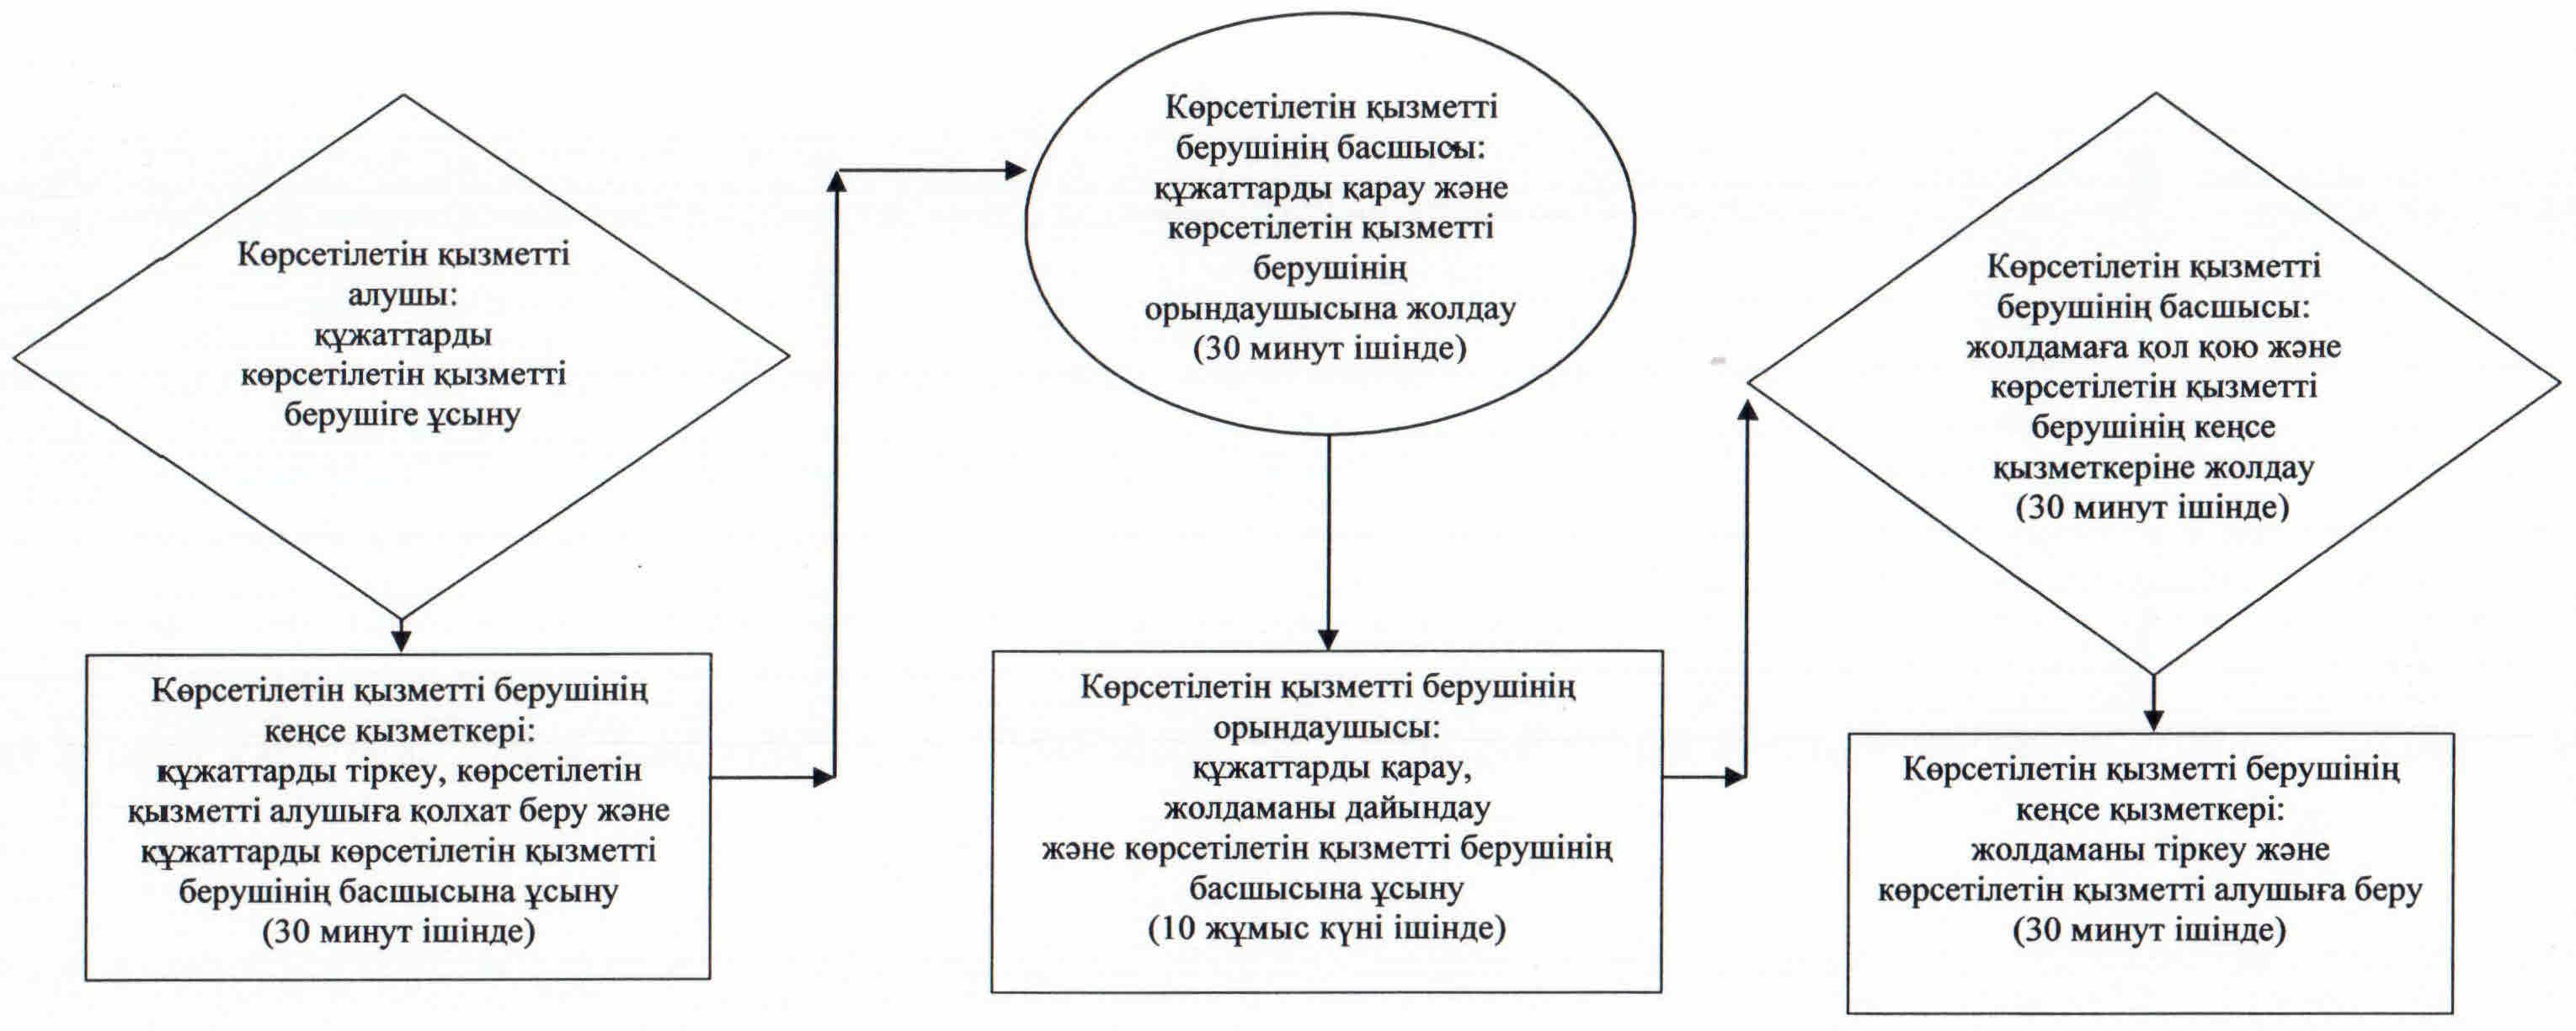 Көрсетілетін қызметті
алушы:
құжаттарды
көрсетілетін қызметті
берушіге ұсыну
Көрсетілетін қызметті берушінің
кеңсе қызметкері:
құжаттарды тіркеу, көрсетілетін
қызметті алушыға қолхат беру және
құжаттарды көрсетілетін қызметті
берушінің басшысына ұсыну
(30 минут ішінде)
Көрсетілетін қызметті
берушінің басшысы:
құжаттарды қарау және
көрсетілетін қызметті
берушінің
орындаушысына жолдау
(30 минут ішінде)
Көрсетілетін қызметті берушінің
орындаушысы:
құжаттарды қарау,
жолдаманы дайындау
және көрсетілетін қызметті берушінің
басшысына ұсыну
(10 жұмыс күні ішінде)
Көрсетілетін қызметті
берушінің басшысы:
жолдамаға қол қою және
көрсетілетін қызметті
берушінің кеңсе
қызметкеріне жолдау
(30 минут ішінде)
Көрсетілетін қызметті берушінің
кеңсе қызметкері:
жолдаманы тіркеу және
көрсетілетін қызметті алушыға беру
(30 минут ішінде)